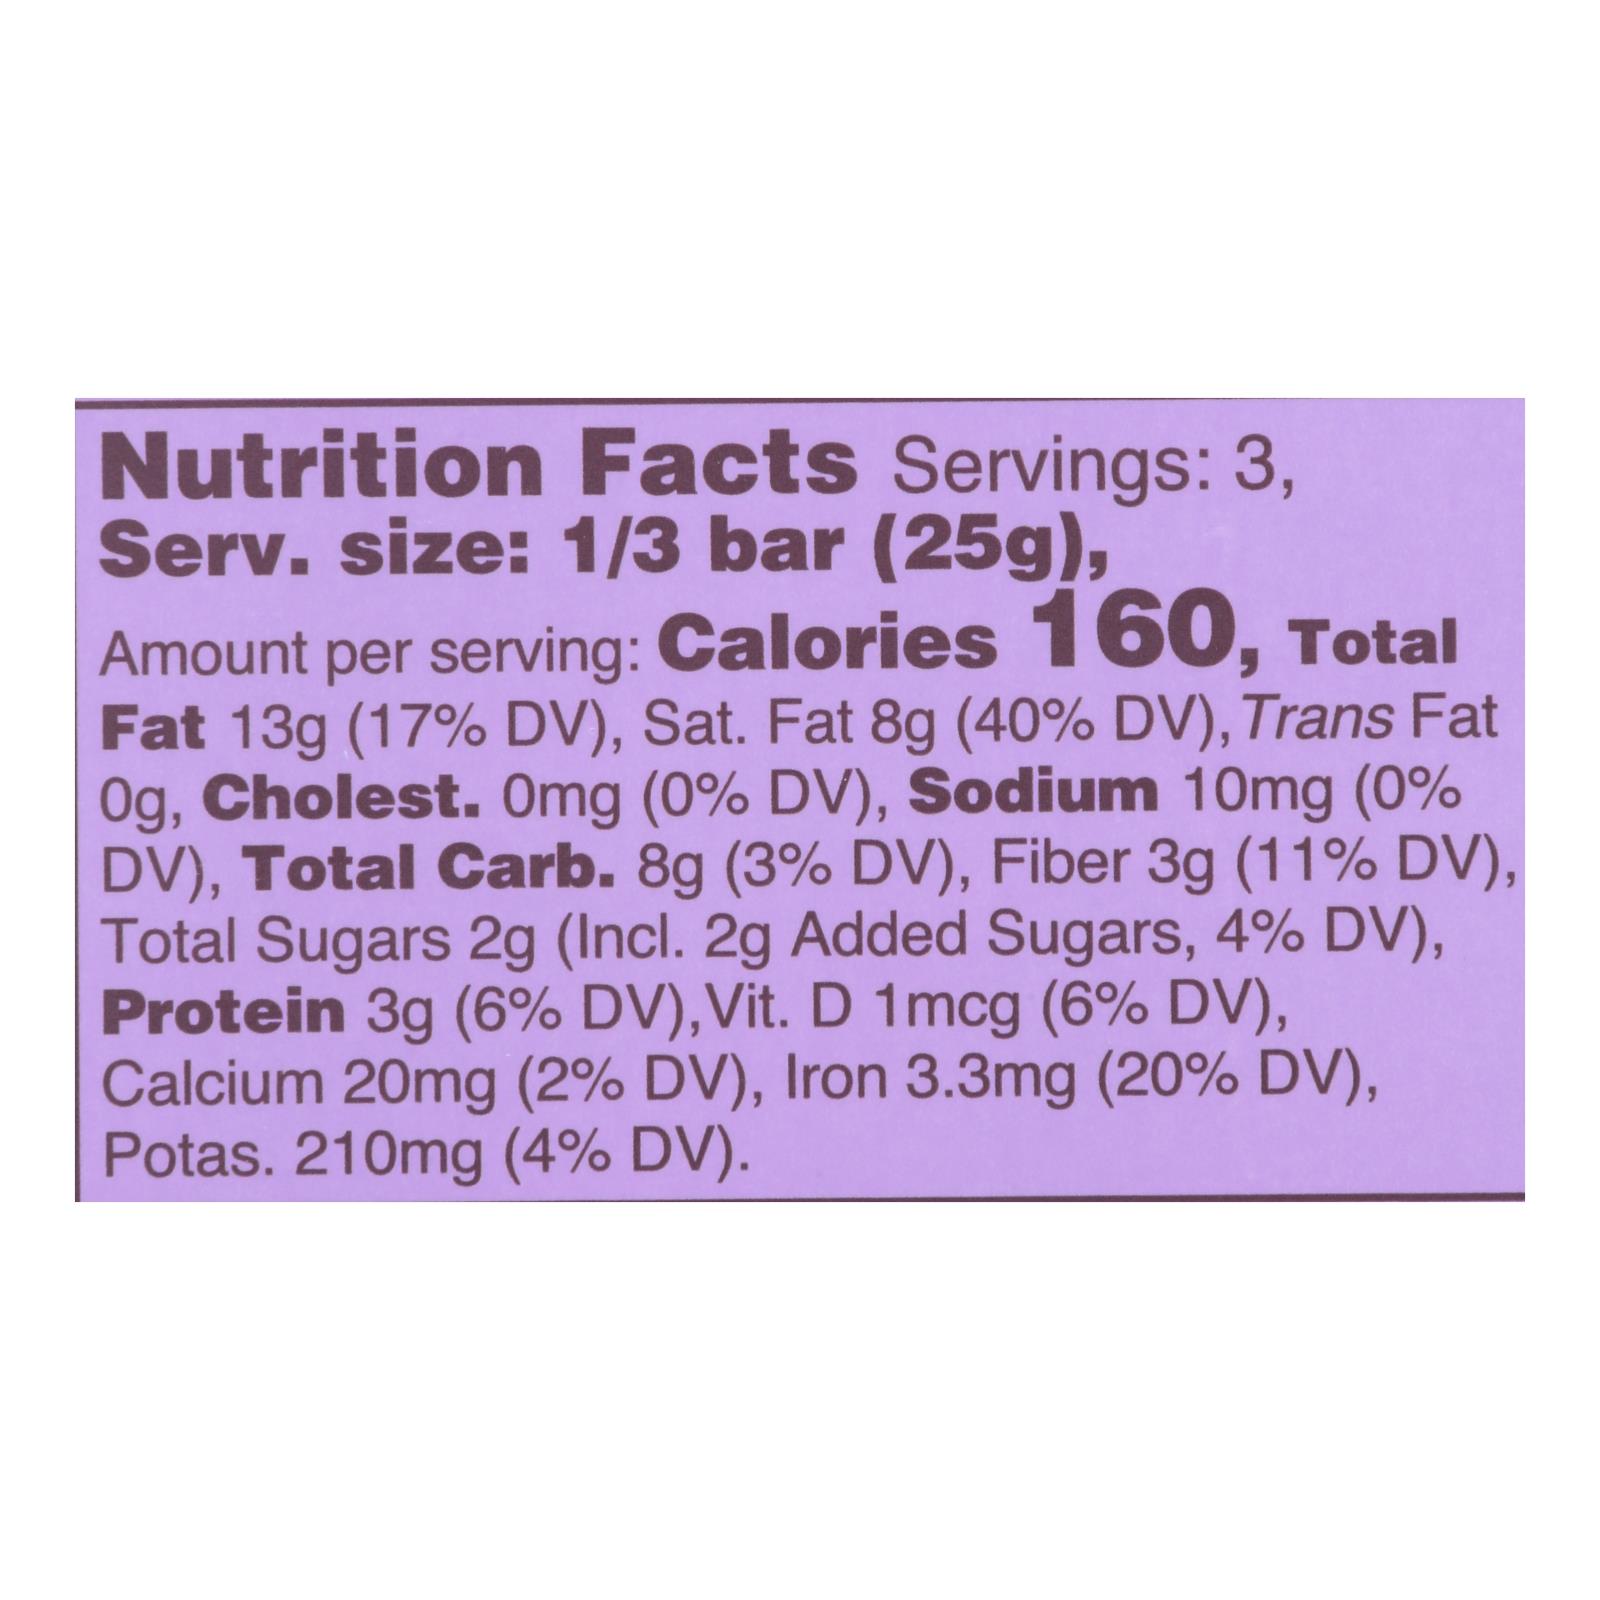 Nutrition Facts Servings: 3,
Serv. size: 1/3 bar (25g),
Amount per serving: Calories 160, Total
Fat 13g (17% DV), Sat. Fat 8g (40% DV), Trans Fat
0g, Cholest. 0mg (0% DV), Sodium 10mg (0%
DV), Total Carb. 8g (3% DV), Fiber 3g (11% DV),
Total Sugars 2g (Incl. 2g Added Sugars, 4% DV),
Protein 3g (6% DV), Vit. D 1mcg (6% DV),
Calcium 20mg (2% DV), Iron 3.3mg (20% DV),
Potas. 210mg (4% DV).